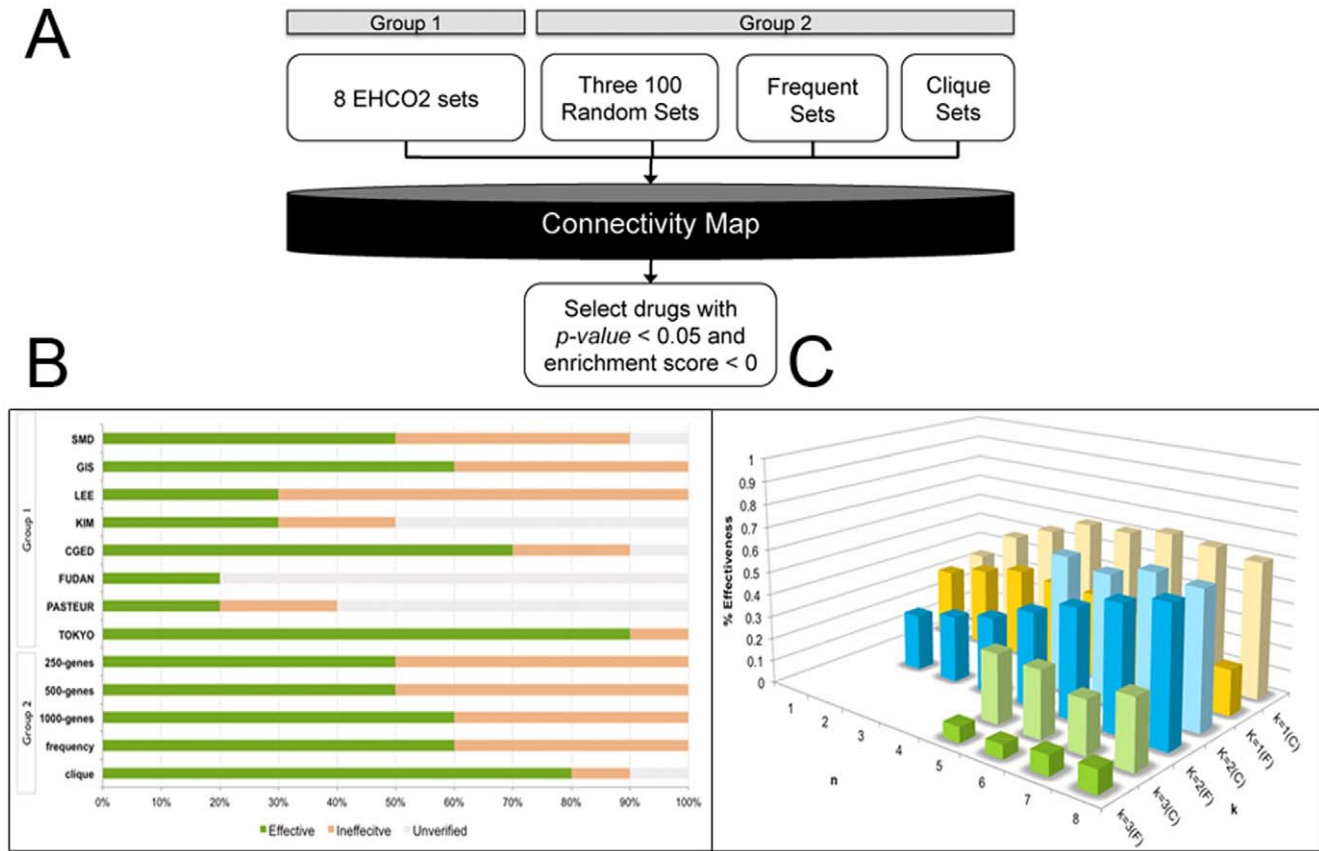 A
Group 1
Group 2
8 EHCO2 sets
Three 100
Random Sets
Frequent
Sets
Clique
Sets
Connectivity Map
Select drugs with
p-value < 0.05 and
enrichment score < 0
B
Group 1
SMD
GIS
LEE
KIM
CGED
FUDAN
PASTEUR
TOKYO
Group 2
250-genes
500-genes
1000-genes
frequency
clique
0% 10% 20% 30% 40% 50% 60% 70% 80% 90% 100%
Effective Ineffecitve Unverified
C
% Effectiveness
1
0.9
0.8
0.7
0.6
0.5
0.4
0.3
0.2
0.1
0
1 2 3 4 5 6 7 8
n
k=1(C)
K=1(F)
K=2(C)
K=2(F)
k=3(C)
k=3(F)
k